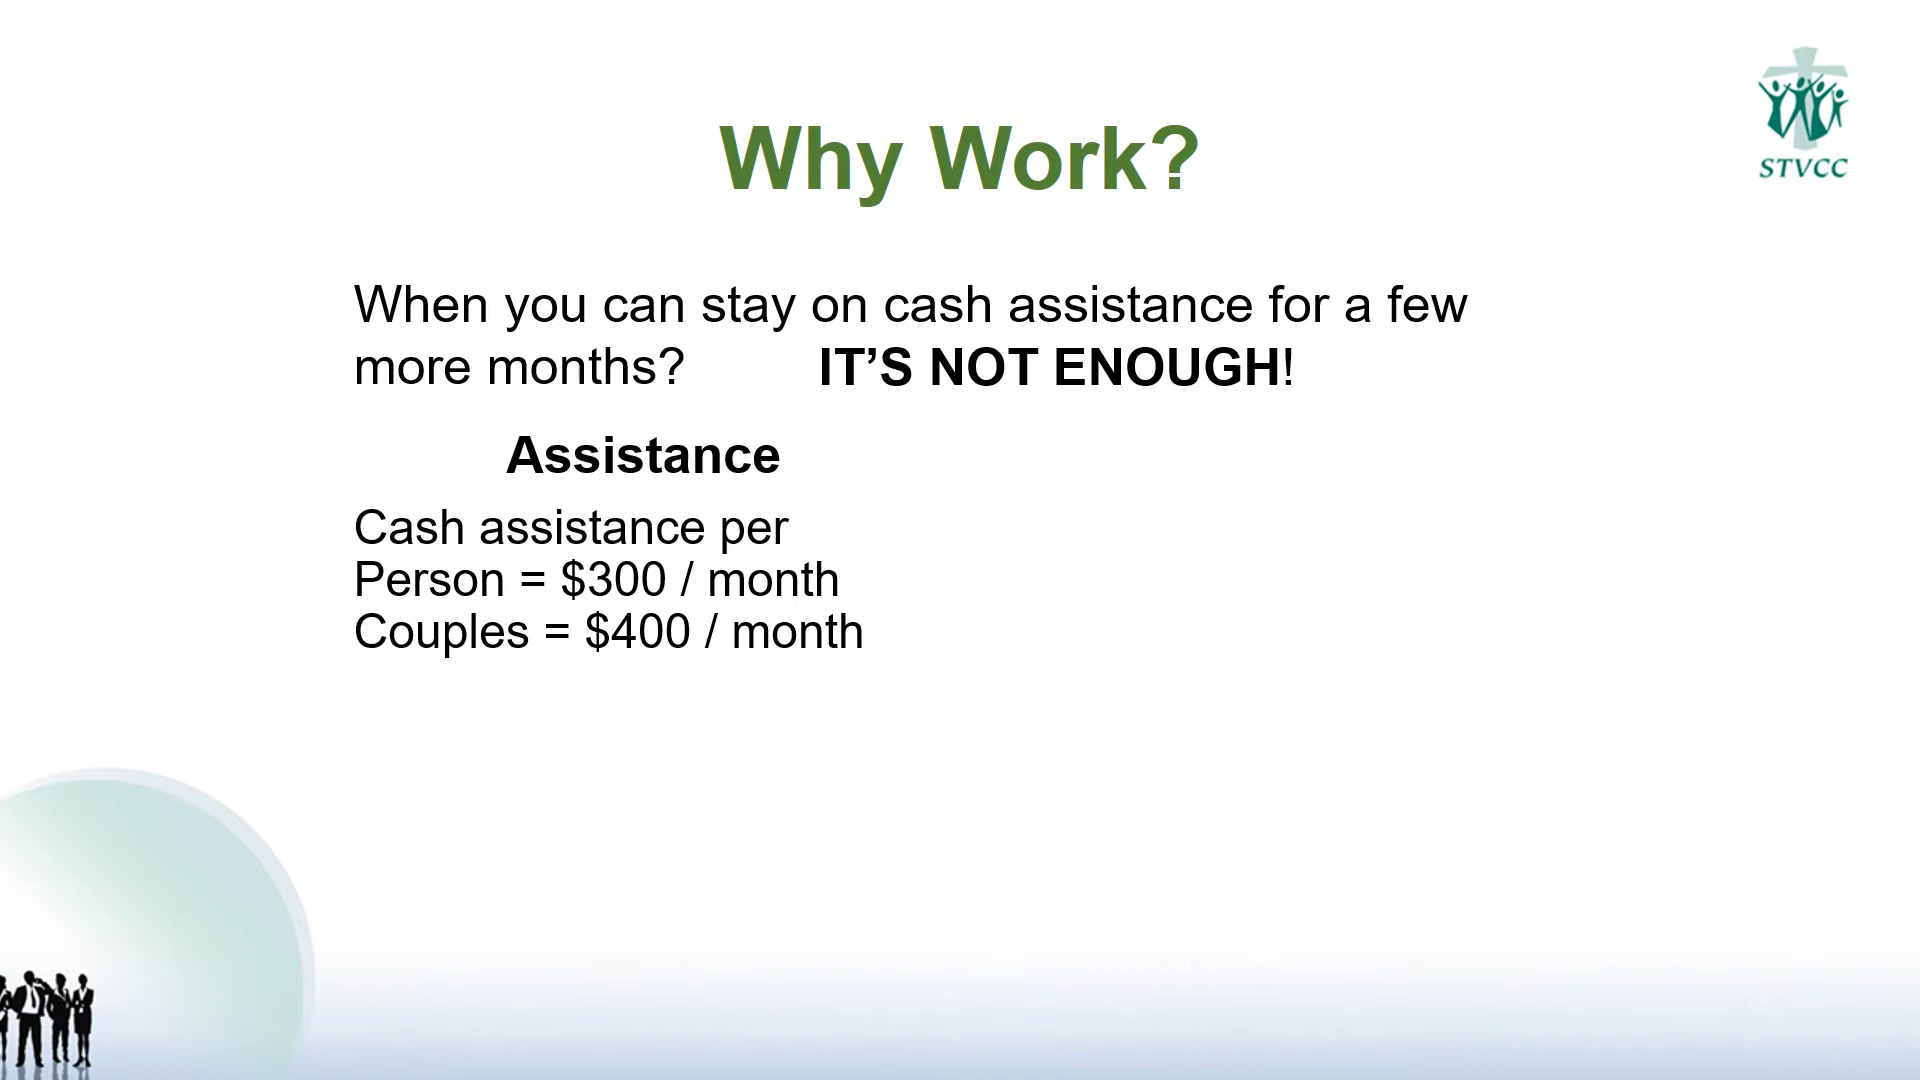 STVCC
Why Work?
When you can stay on cash assistance for a few
more months? IT’S NOT ENOUGH!
Assistance
Cash assistance per
Person = $300 / month
Couples = $400 / month